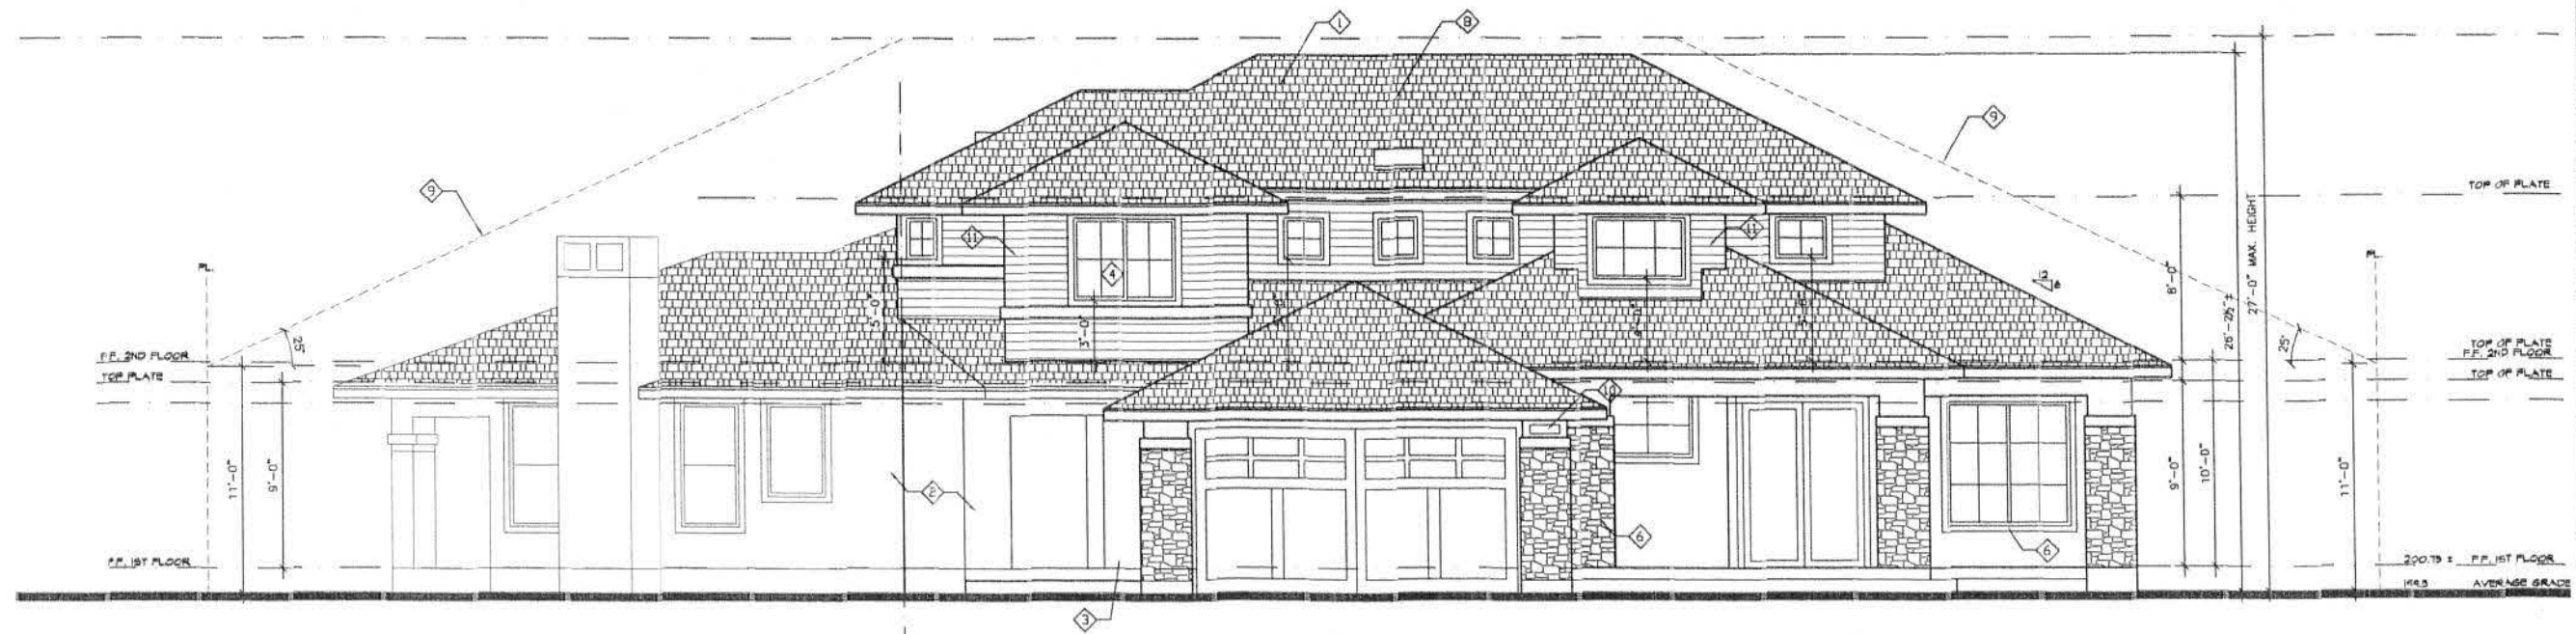 1
8
9
9
TOP OF PLATE
27'-0" MAX. HEIGHT
26'-2½" ±
8'-0"
PL.
PL.
11
11
4
12
6
5'-0"
3'-0"
25°
25°
F.F. 2ND FLOOR
TOP PLATE
TOP OF PLATE
F.F. 2ND FLOOR
TOP OF PLATE
10
11'-0"
9'-0"
2
9'-0"
10'-0"
11'-0"
6
6
F.F. 1ST FLOOR
200.75 ± F.F. 1ST FLOOR
AVERAGE GRADE
3